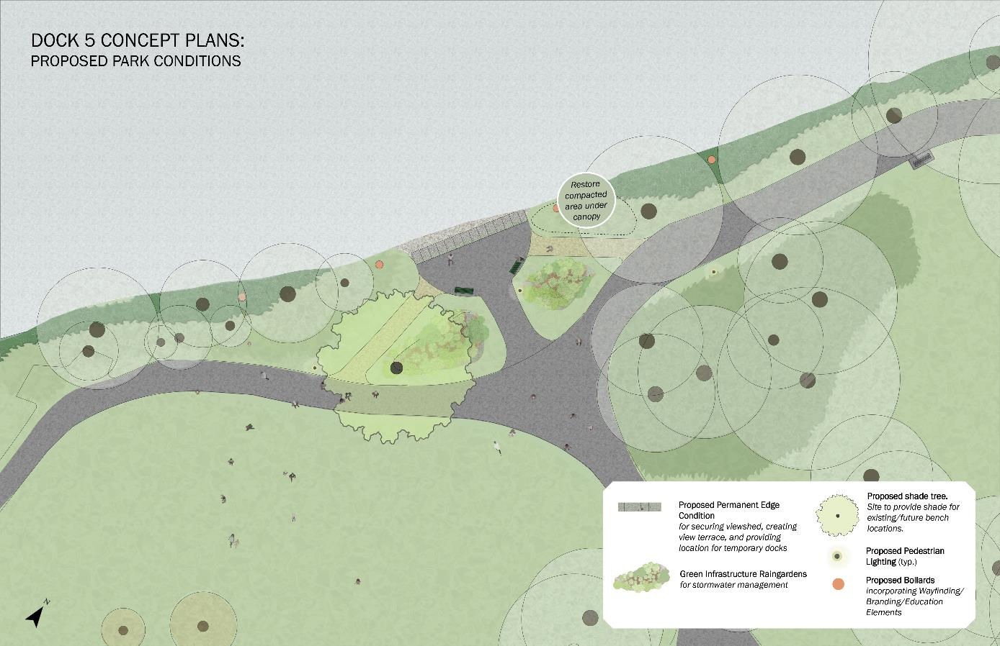 DOCK 5 CONCEPT PLANS:
PROPOSED PARK CONDITIONS
Restore
compacted
area under
canopy
Proposed Permanent Edge
Condition
for securing viewshed, creating
view terrace, and providing
location for temporary docks
Green Infrastructure Raingardens
for stormwater management
Proposed shade tree.
Site to provide shade for
existing/future bench
locations.
Proposed Pedestrian
Lighting (typ.)
Proposed Bollards
incorporating Wayfinding/
Branding/Education
Elements
N